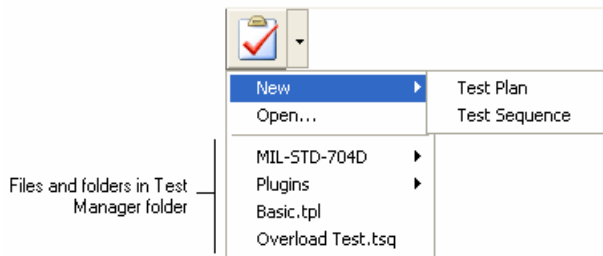 New
Test Plan
Open...
Test Sequence
MIL-STD-704D
Plugins
Basic.tpl
Overload Test.tsq
Files and folders in Test
Manager folder